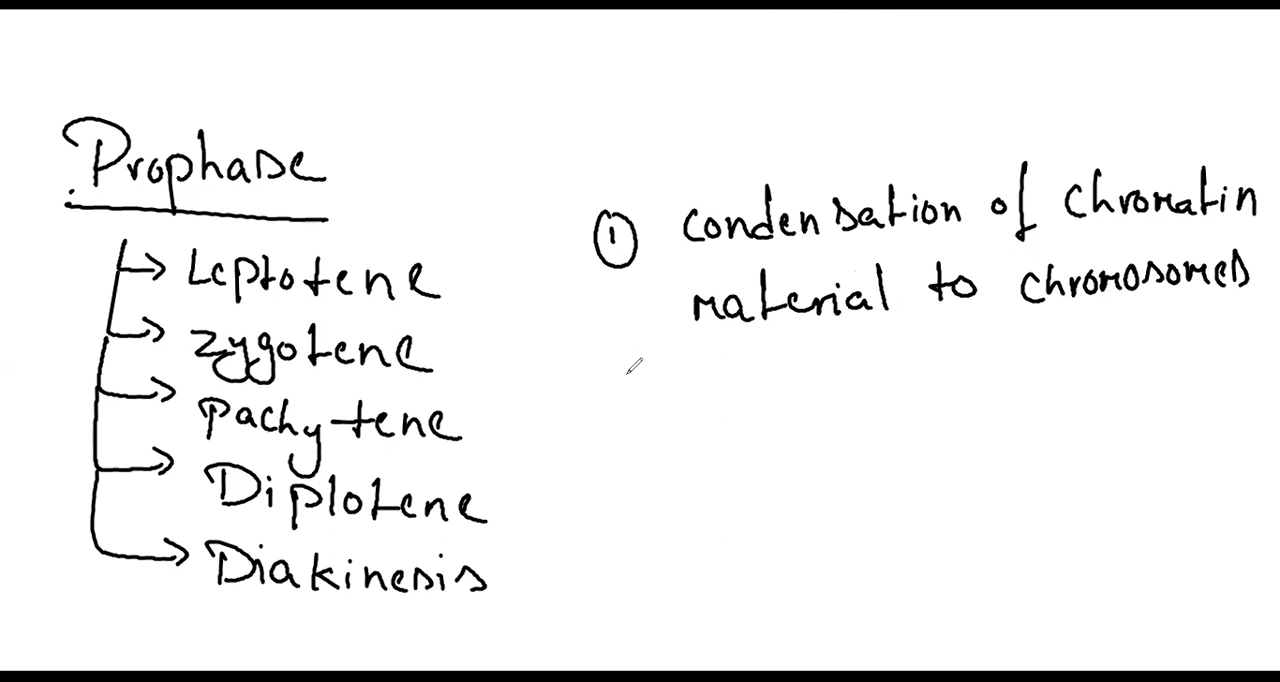 Prophase
Leptotene
Zygotene
Pachytene
Diplotene
Diakinesis
① condensation of chromatin
material to chromosomes